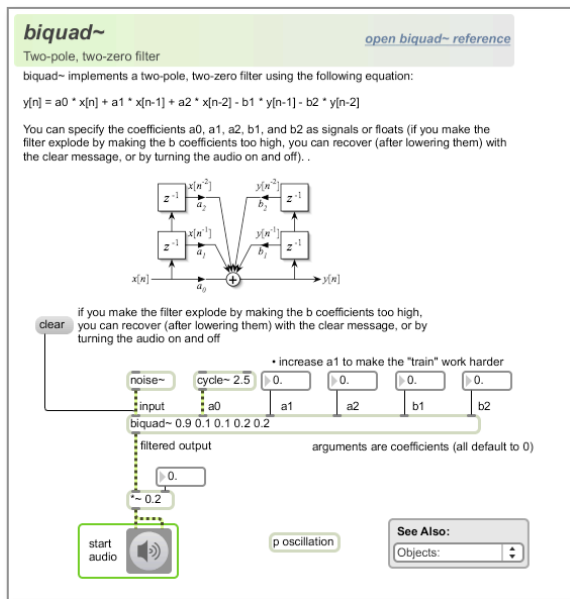 biquad~
open biquad~ reference
Two-pole, two-zero filter
biquad~ implements a two-pole, two-zero filter using the following equation:
y[n] = a0 * x[n] + a1 * x[n-1] + a2 * x[n-2] - b1 * y[n-1] - b2 * y[n-2]
You can specify the coefficients a0, a1, a2, b1, and b2 as signals or floats (if you make the
filter explode by making the b coefficients too high, you can recover (after lowering them) with
the clear message, or by turning the audio on and off). .
x[n-2] y[n-2]
z-1 a2 b2 z-1
x[n-1] y[n-1]
z-1 a1 b1 z-1
x[n] a0 + y[n]
if you make the filter explode by making the b coefficients too high,
clear you can recover (after lowering them) with the clear message, or by
turning the audio on and off
• increase a1 to make the "train" work harder
noise~ cycle~ 2.5 0. 0. 0. 0.
input a0 a1 a2 b1 b2
biquad~ 0.9 0.1 0.1 0.2 0.2
filtered output arguments are coefficients (all default to 0)
0.
*~ 0.2
start
audio
p oscillation
See Also:
Objects: